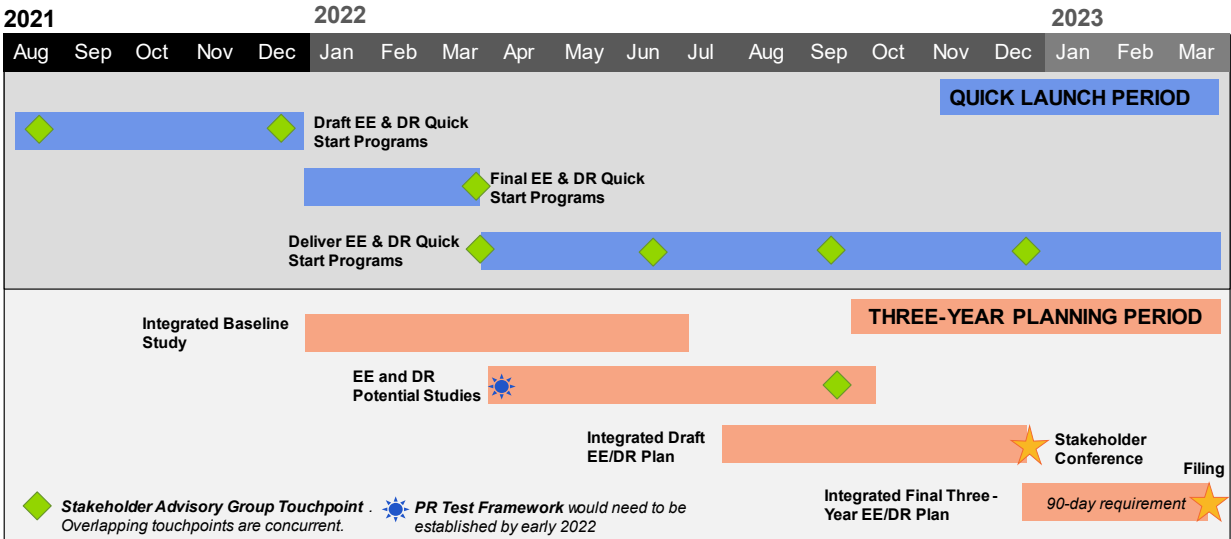 2021
2022
2023
Aug Sep Oct Nov Dec Jan Feb Mar Apr May Jun Jul Aug Sep Oct Nov Dec Jan Feb Mar
QUICK LAUNCH PERIOD
Draft EE & DR Quick
Start Programs
Final EE & DR Quick
Start Programs
Deliver EE & DR Quick
Start Programs
THREE-YEAR PLANNING PERIOD
Integrated Baseline
Study
EE and DR
Potential Studies
Integrated Draft
EE/DR Plan
Stakeholder
Conference
Filing
Integrated Final Three -
Year EE/DR Plan
90-day requirement
Stakeholder Advisory Group Touchpoint .
Overlapping touchpoints are concurrent.
PR Test Framework would need to be
established by early 2022